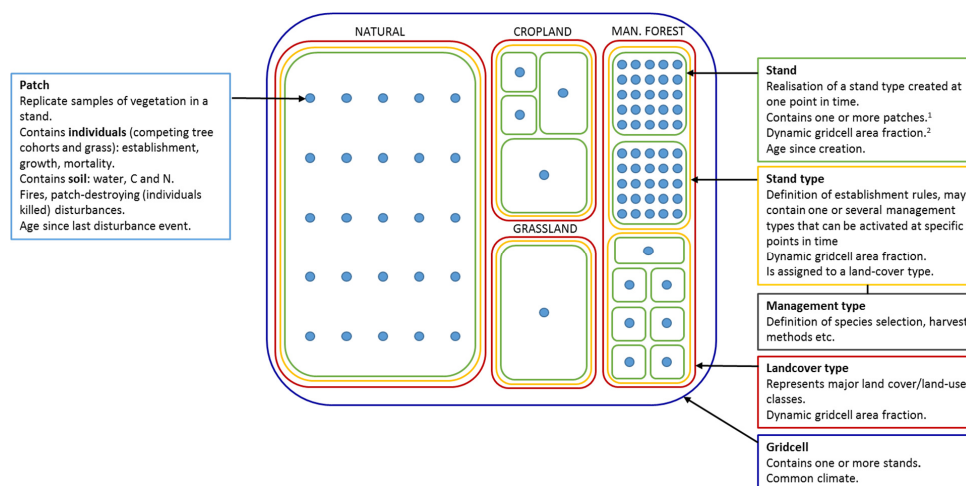 NATURAL
CROPLAND
MAN. FOREST
GRASSLAND
Patch
Replicate samples of vegetation in a
stand.
Contains individuals (competing tree
cohorts and grass): establishment,
growth, mortality.
Contains soil: water, C and N.
Fires, patch-destroying (individuals
killed) disturbances.
Age since last disturbance event.
Stand
Realisation of a stand type created at
one point in time.
Contains one or more patches.¹
Dynamic gridcell area fraction.²
Age since creation.
Stand type
Definition of establishment rules, may
contain one or several management
types that can be activated at specific
points in time
Dynamic gridcell area fraction.
Is assigned to a land-cover type.
Management type
Definition of species selection, harvest
methods etc.
Landcover type
Represents major land cover/land-use
classes.
Dynamic gridcell area fraction.
Gridcell
Contains one or more stands.
Common climate.